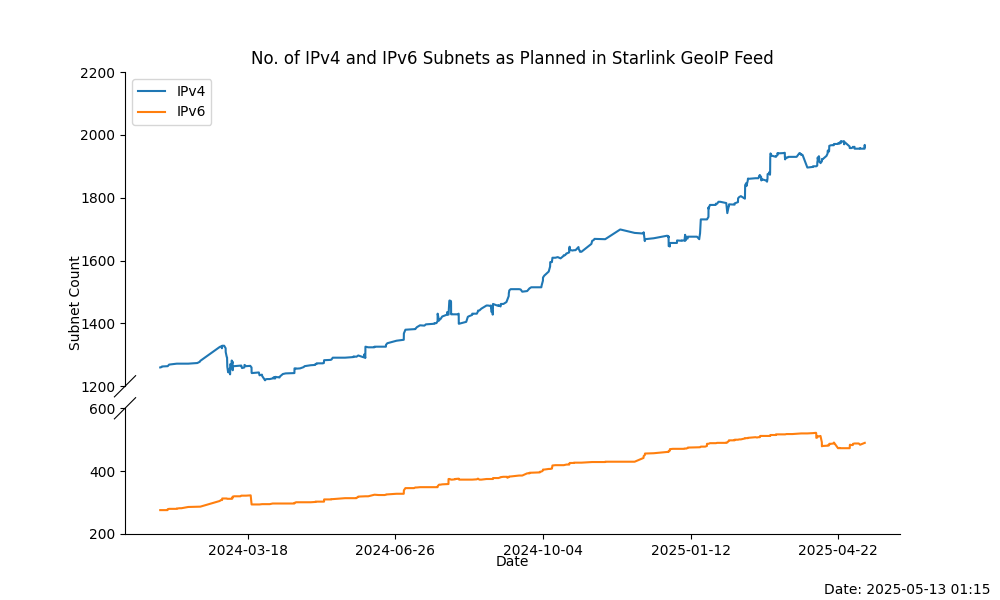 No. of IPv4 and IPv6 Subnets as Planned in Starlink GeoIP Feed
IPv4
IPv6
2200
2000
1800
1600
1400
1200
600
400
200
Subnet Count
2024-03-18
2024-06-26
2024-10-04
2025-01-12
2025-04-22
Date
Date: 2025-05-13 01:15